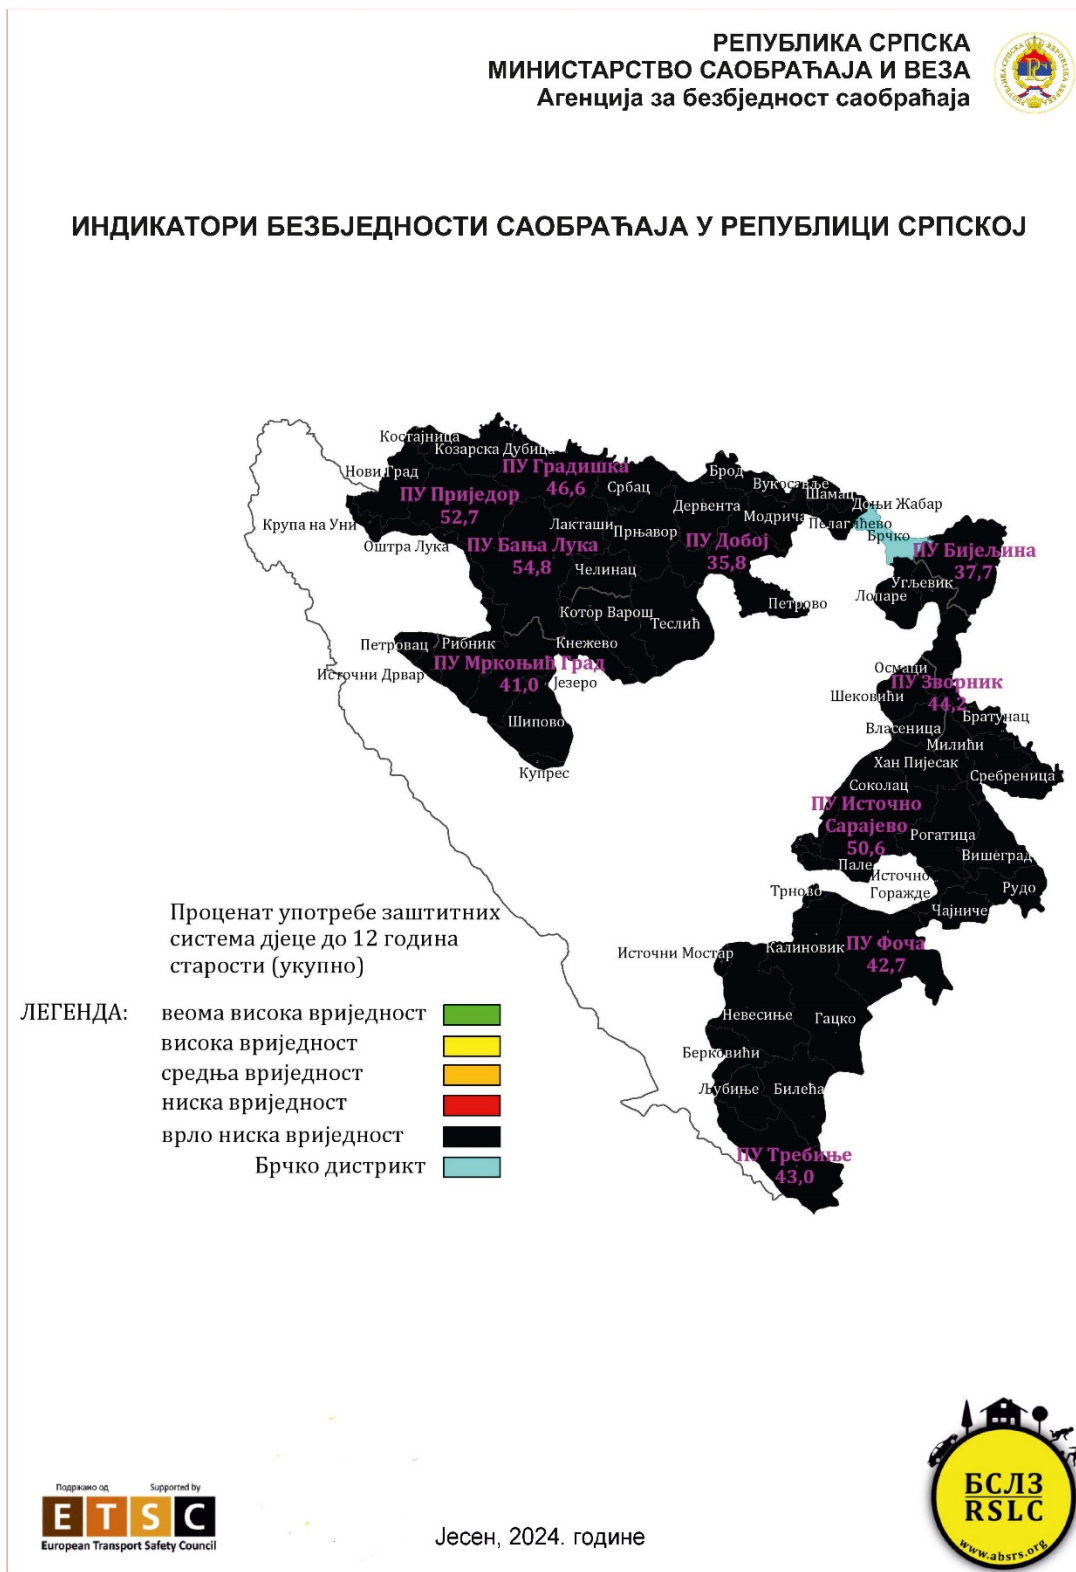 РЕПУБЛИКА СРПСКА
МИНИСТАРСТВО САОБРАЋАЈА И ВЕЗА
Агенција за безбједност саобраћаја
ИНДИКАТОРИ БЕЗБЈЕДНОСТИ САОБРАЋАЈА У РЕПУБЛИЦИ СРПСКОЈ
Костајница
Козарска Дубица
Нови Град
ПУ Градишка
46,6
ПУ Приједор
52,7
Србац
Брод
Вукосавље
Шамац
Доњи Жабар
Дервента
Модрича
Пелагићево
Брчко
Крупа на Уни
Оштра Лука
Лакташи
Прњавор
ПУ Бања Лука
54,8
ПУ Добој
35,8
ПУ Бијељина
37,7
Челинац
Угљевик
Лопаре
Петрово
Котор Варош
Теслић
Кнежево
Петровац
Рибник
Источни Дрвар
ПУ Мркоњић Град
41,0
Језеро
Шипово
Купрес
Осмаци
ПУ Зворник
44,2
Шековићи
Братунац
Власеница
Милићи
Хан Пијесак
Сребреница
Соколац
ПУ Источно
Сарајево
50,6
Рогатица
Вишеград
Пале
Источно
Горажде
Рудо
Трново
Чајниче
Калиновик
ПУ Фоча
42,7
Источни Мостар
Невесиње
Гацко
Берковићи
Љубиње
Билећа
ПУ Требиње
43,0
Проценат употребе заштитних
система дјеце до 12 година
старости (укупно)
ЛЕГЕНДА:
веома висока вриједност
висока вриједност
средња вриједност
ниска вриједност
врло ниска вриједност
Брчко дистрикт
Подржано од Supported by
ETSC
European Transport Safety Council
Јесен, 2024. године
БСЛЗ
RSLC
www.absrs.org